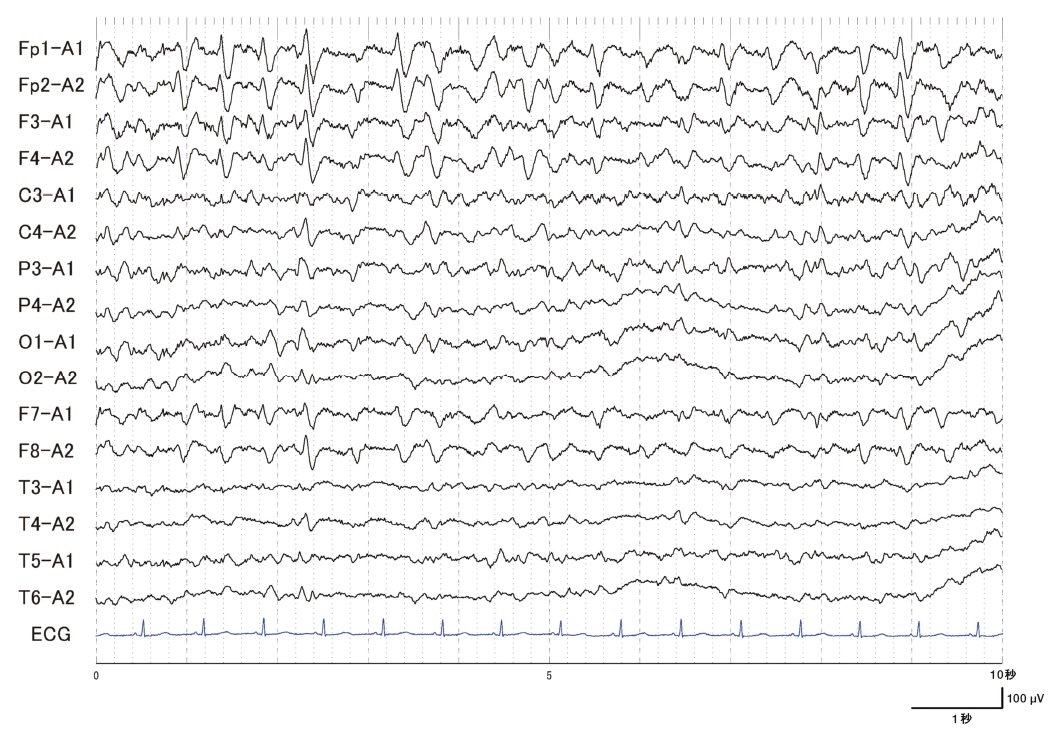 Fp1-A1
Fp2-A2
F3-A1
F4-A2
C3-A1
C4-A2
P3-A1
P4-A2
O1-A1
O2-A2
F7-A1
F8-A2
T3-A1
T4-A2
T5-A1
T6-A2
ECG
0 5 10秒
100 μV
1秒